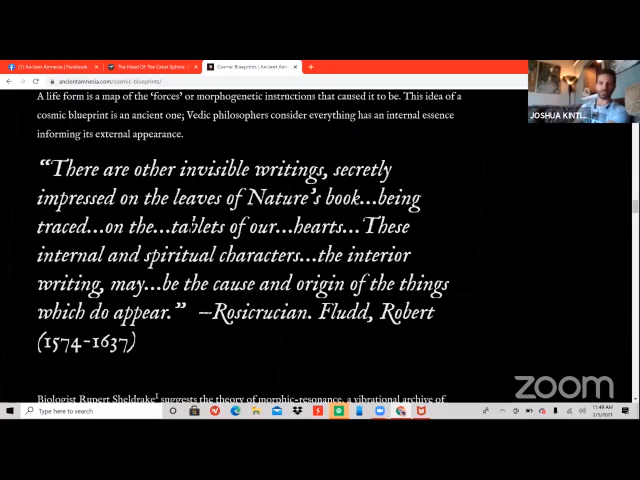 (1) Ancient Amnesia | Facebook
The Head Of The Great Sphinx
Cosmic Blueprints | Ancient Amn
ancientamnesia.com/cosmic-blueprints/
A life form is a map of the 'forces' or morphogenetic instructions that caused it to be. This idea of a
cosmic blueprint is an ancient one; Vedic philosophers consider everything has an internal essence
informing its external appearance.
JOSHUA KINTL...
“There are other invisible writings, secretly
impressed on the leaves of Nature's book...being
traced...on the...tablets of our...hearts...These
internal and spiritual characters...the interior
writing, may...be the cause and origin of the things
which do appear.” —Rosicrucian. Fludd, Robert
(1574-1637)
Biologist Rupert Sheldrake1 suggests the theory of morphic-resonance, a vibrational archive of
zoom
Type here to search
11:49 AM
2/5/2021